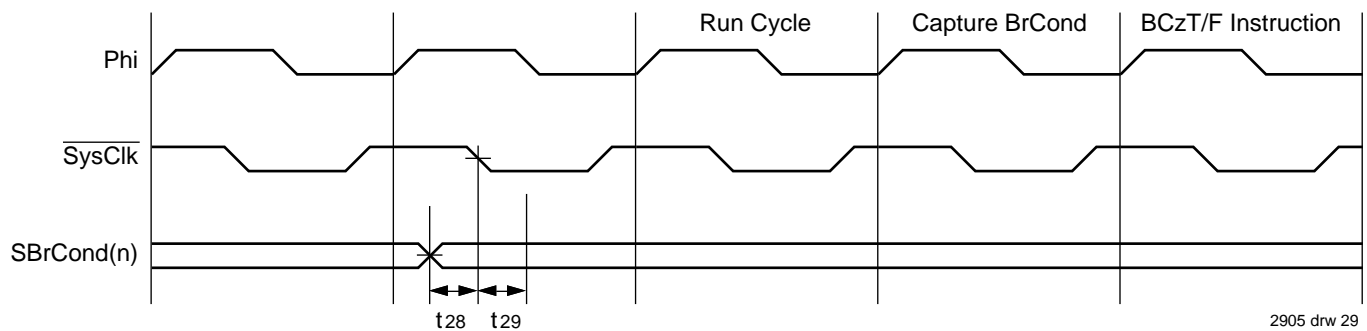 Run Cycle
Capture BrCond
BCzT/F Instruction
Phi
SysClk
SBrCond(n)
t28
t29
2905 drw 29